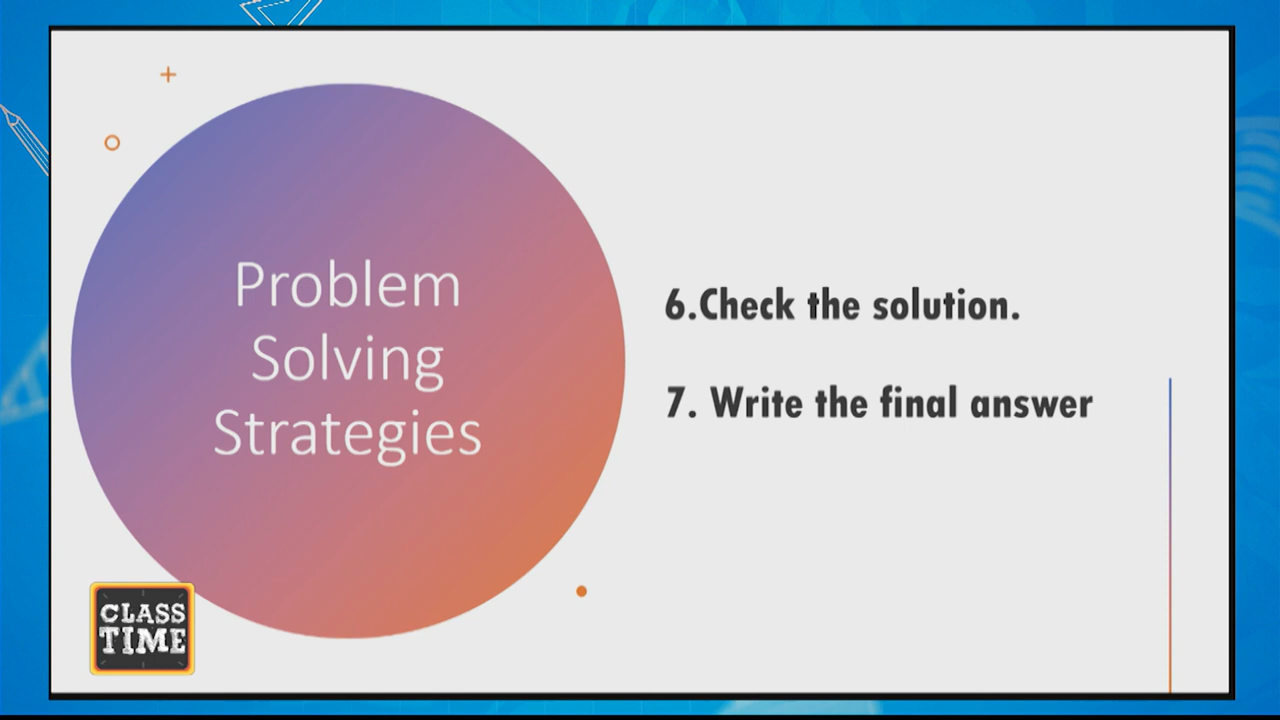 Problem
Solving
Strategies
6.Check the solution.
7. Write the final answer
CLASS
TIME